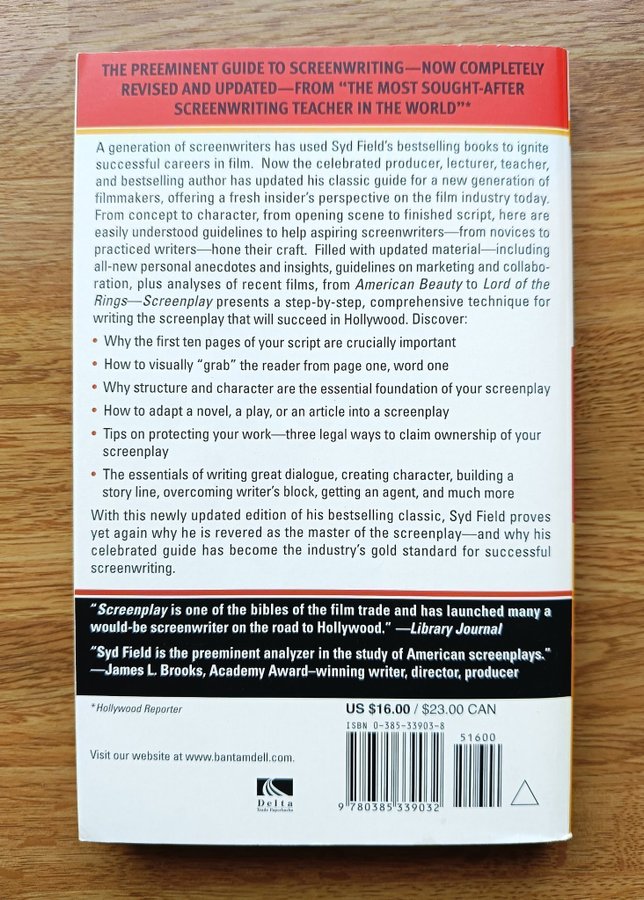 THE PREEMINENT GUIDE TO SCREENWRITING—NOW COMPLETELY
REVISED AND UPDATED—FROM “THE MOST SOUGHT-AFTER
SCREENWRITING TEACHER IN THE WORLD”*
A generation of screenwriters has used Syd Field's bestselling books to ignite
successful careers in film. Now the celebrated producer, lecturer, teacher,
and bestselling author has updated his classic guide for a new generation of
filmmakers, offering a fresh insider's perspective on the film industry today.
From concept to character, from opening scene to finished script, here are
easily understood guidelines to help aspiring screenwriters—from novices to
practiced writers—hone their craft. Filled with updated material—including
all-new personal anecdotes and insights, guidelines on marketing and collabo-
ration, plus analyses of recent films, from American Beauty to Lord of the
Rings—Screenplay presents a step-by-step, comprehensive technique for
writing the screenplay that will succeed in Hollywood. Discover:
• Why the first ten pages of your script are crucially important
• How to visually “grab” the reader from page one, word one
• Why structure and character are the essential foundation of your screenplay
• How to adapt a novel, a play, or an article into a screenplay
• Tips on protecting your work—three legal ways to claim ownership of your
screenplay
• The essentials of writing great dialogue, creating character, building a
story line, overcoming writer's block, getting an agent, and much more
With this newly updated edition of his bestselling classic, Syd Field proves
yet again why he is revered as the master of the screenplay—and why his
celebrated guide has become the industry's gold standard for successful
screenwriting.
“Screenplay is one of the bibles of the film trade and has launched many a
would-be screenwriter on the road to Hollywood.” —Library Journal
“Syd Field is the preeminent analyzer in the study of American screenplays.”
—James L. Brooks, Academy Award–winning writer, director, producer
*Hollywood Reporter
US $16.00 / $23.00 CAN
ISBN 0-385-33903-8
51600
9 780385 339032
Visit our website at www.bantamdell.com.
Delta
Trade Paperbacks